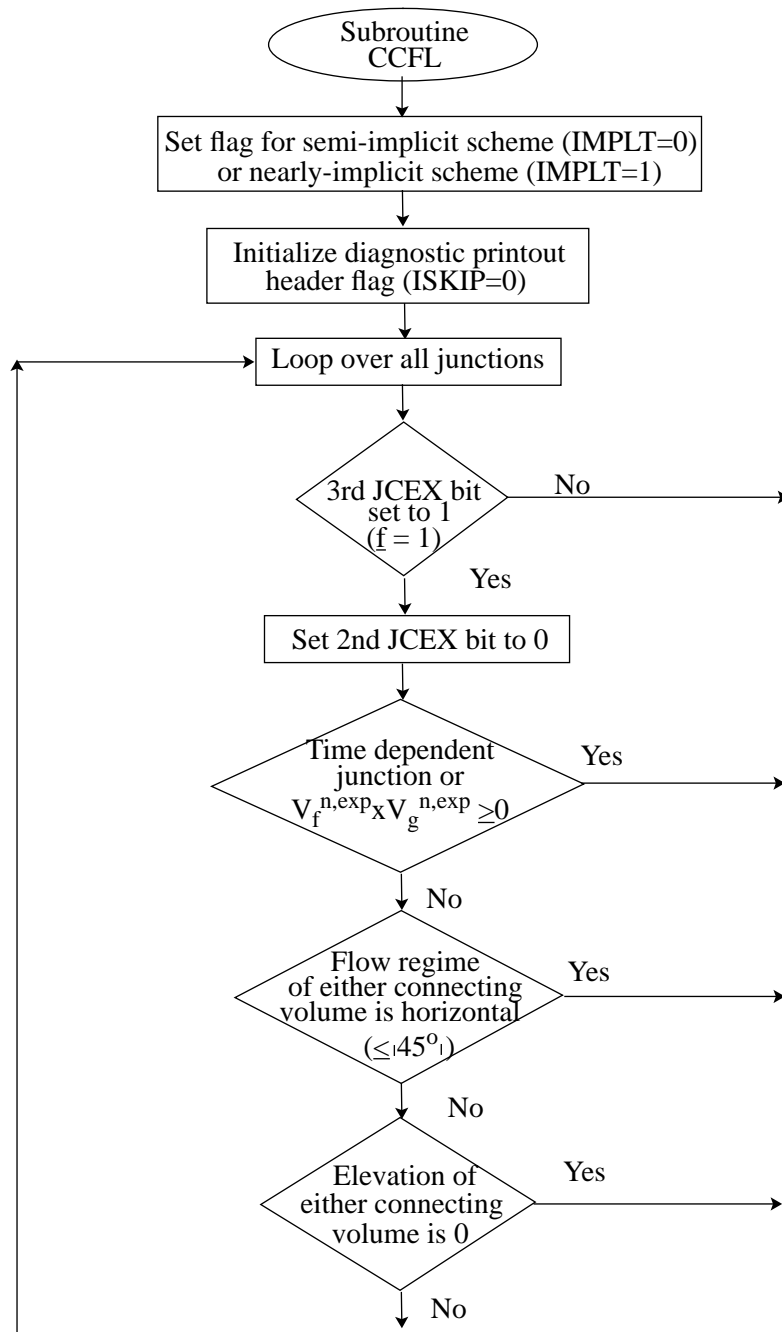 Subroutine
CCFL
Set flag for semi-implicit scheme (IMPLT=0)
or nearly-implicit scheme (IMPLT=1)
Initialize diagnostic printout
header flag (ISKIP=0)
Loop over all junctions
3rd JCEX bit
set to 1
(f = 1)
No
Yes
Set 2nd JCEX bit to 0
Time dependent
junction or
V_f^n,exp x V_g^n,exp ≥0
Yes
No
Flow regime
of either connecting
volume is horizontal
(≤|45°|)
Yes
No
Elevation of
either connecting
volume is 0
Yes
No